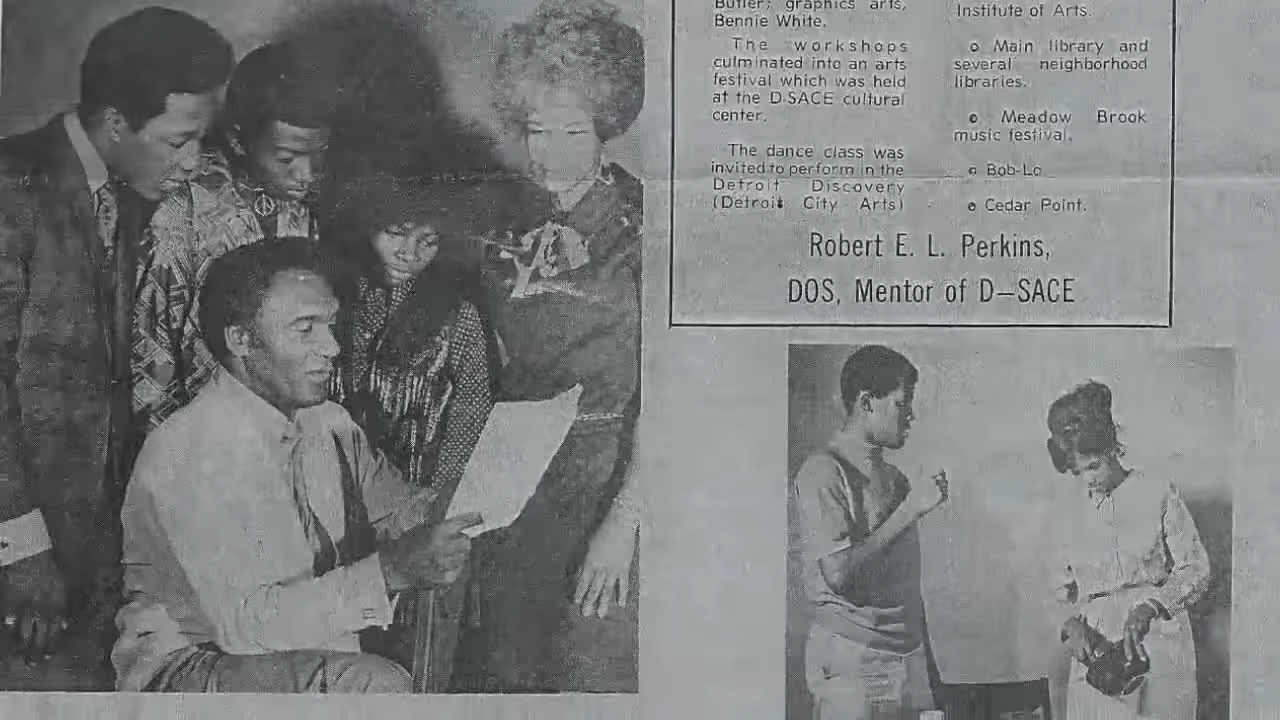 Butler; graphics arts,
Bennie White.
The workshops
culminated into an arts
festival which was held
at the D-SACE cultural
center.
The dance class was
invited to perform in the
Detroit Discovery
(Detroit City Arts)
Institute of Arts.
o Main library and
several neighborhood
libraries.
o Meadow Brook
music festival.
o Bob-Lo
o Cedar Point.
Robert E. L. Perkins,
DOS, Mentor of D—SACE